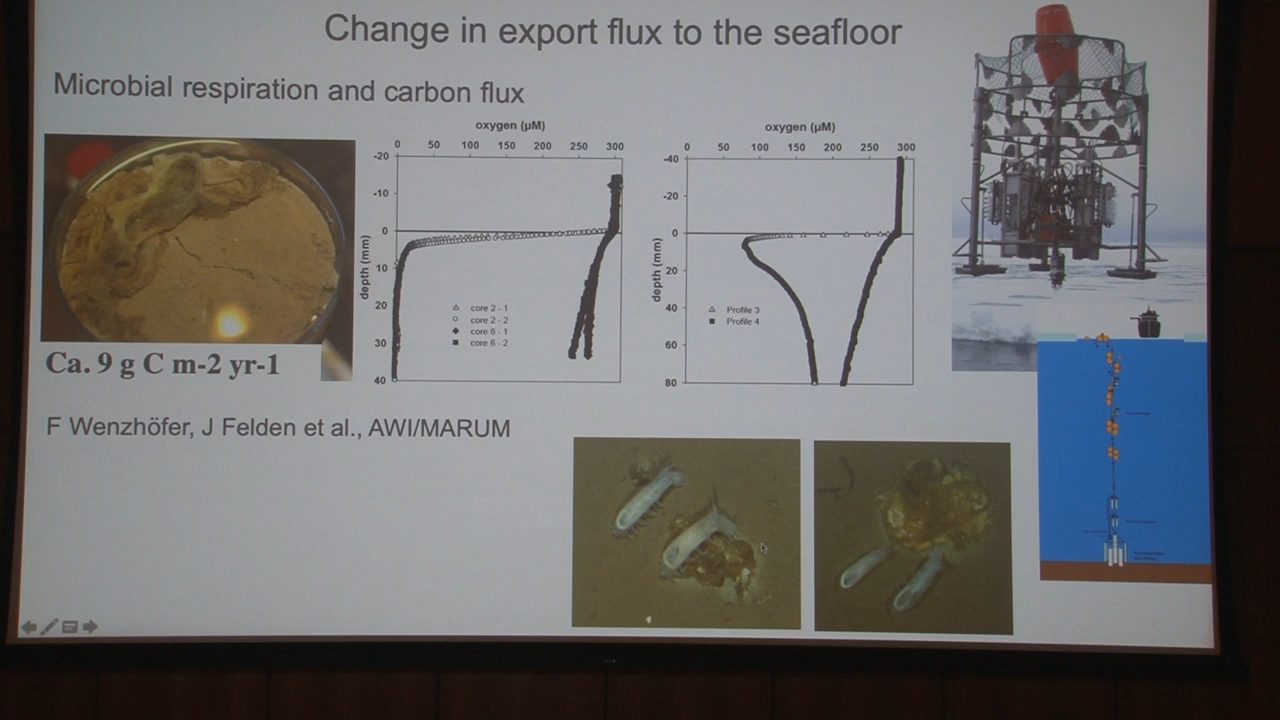 Change in export flux to the seafloor
Microbial respiration and carbon flux
oxygen (µM)
0 50 100 150 200 250 300
-20
-10
0
10
20
30
40
depth (mm)
core 2 - 1
core 2 - 2
core 6 - 1
core 6 - 2
oxygen (µM)
0 50 100 150 200 250 300
-40
-20
0
20
40
60
80
depth (mm)
Profile 3
Profile 4
Ca. 9 g C m-2 yr-1
F Wenzhöfer, J Felden et al., AWI/MARUM